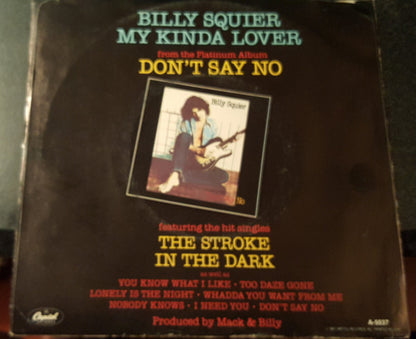 BILLY SQUIER
MY KINDA LOVER
from the Platinum Album
DON'T SAY NO
Billy Squier
No
featuring the hit singles
THE STROKE
IN THE DARK
as well as
YOU KNOW WHAT I LIKE · TOO DAZE GONE
LONELY IS THE NIGHT · WHADDA YOU WANT FROM ME
NOBODY KNOWS · I NEED YOU · DON'T SAY NO
Produced by Mack & Billy
Capitol
A-5037